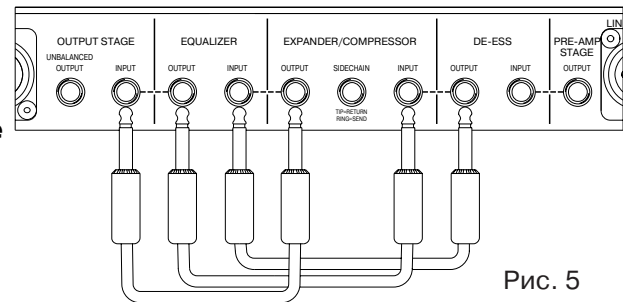 LIN
OUTPUT STAGE EQUALIZER EXPANDER/COMPRESSOR DE-ESS PRE-AMP
STAGE
UNBALANCED
OUTPUT INPUT OUTPUT INPUT OUTPUT SIDECHAIN INPUT OUTPUT INPUT OUTPUT
TIP=RETURN
RING=SEND
е
Рис. 5